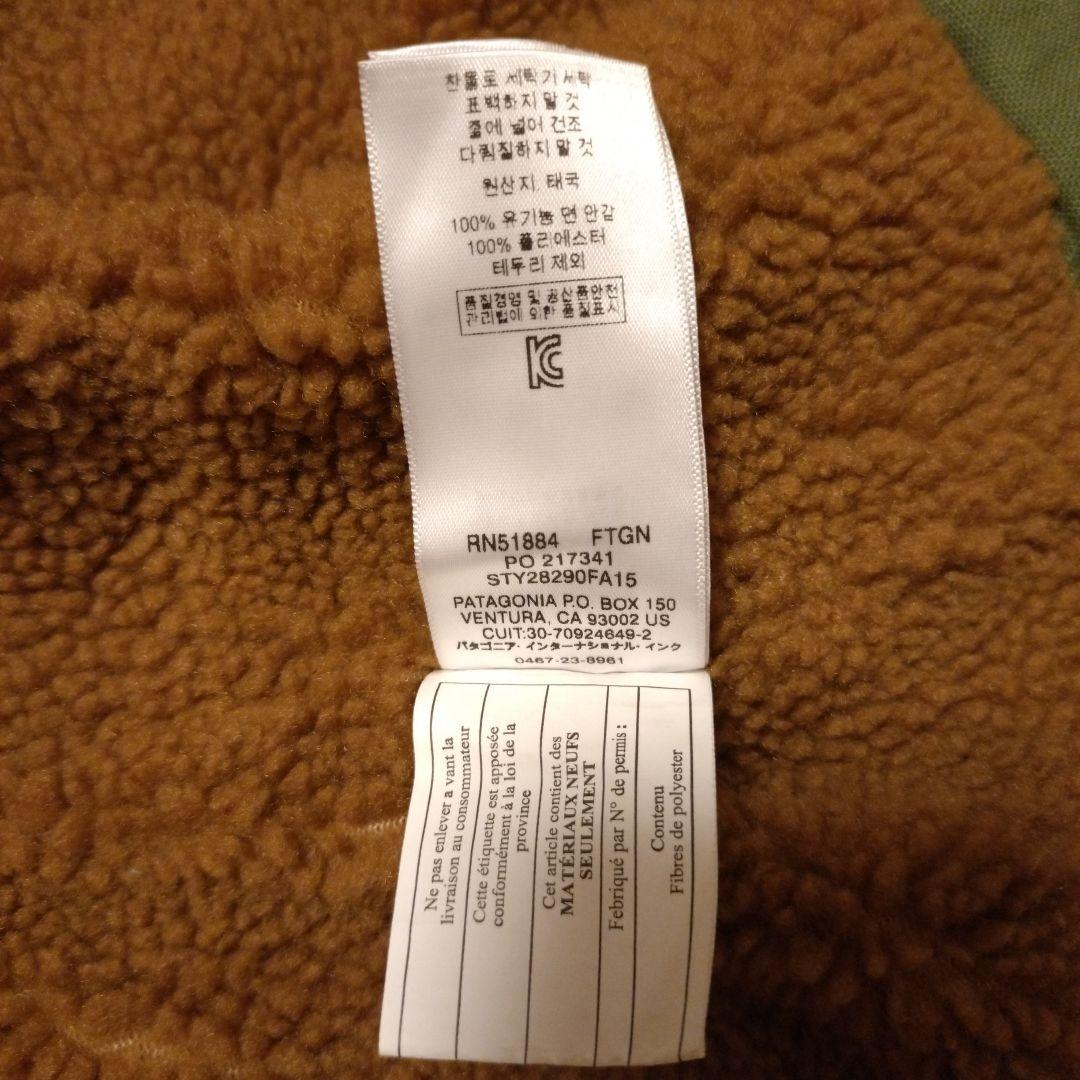 찬물로 세탁기 세탁
표백하지 말 것
줄에 널어 건조
다림질하지 말 것
원산지: 태국
100% 유기농 면 안감
100% 폴리에스터
테두리 제외
품질경영 및 공산품안전
관리법에 의한 품질표시
KC
RN51884 FTGN
PO 217341
STY28290FA15
PATAGONIA P.O. BOX 150
VENTURA, CA 93002 US
CUIT:30-70924649-2
パタゴニア・インターナショナル・インク
0467-23-8961
Ne pas enlever a vant la
livraison au consommateur
Cette étiquette est apposée
conformément à la loi de la
province
Cet article contient des
MATÉRIAUX NEUFS
SEULEMENT
Febriqué par N° de permis :
Contenu
Fibres de polyester